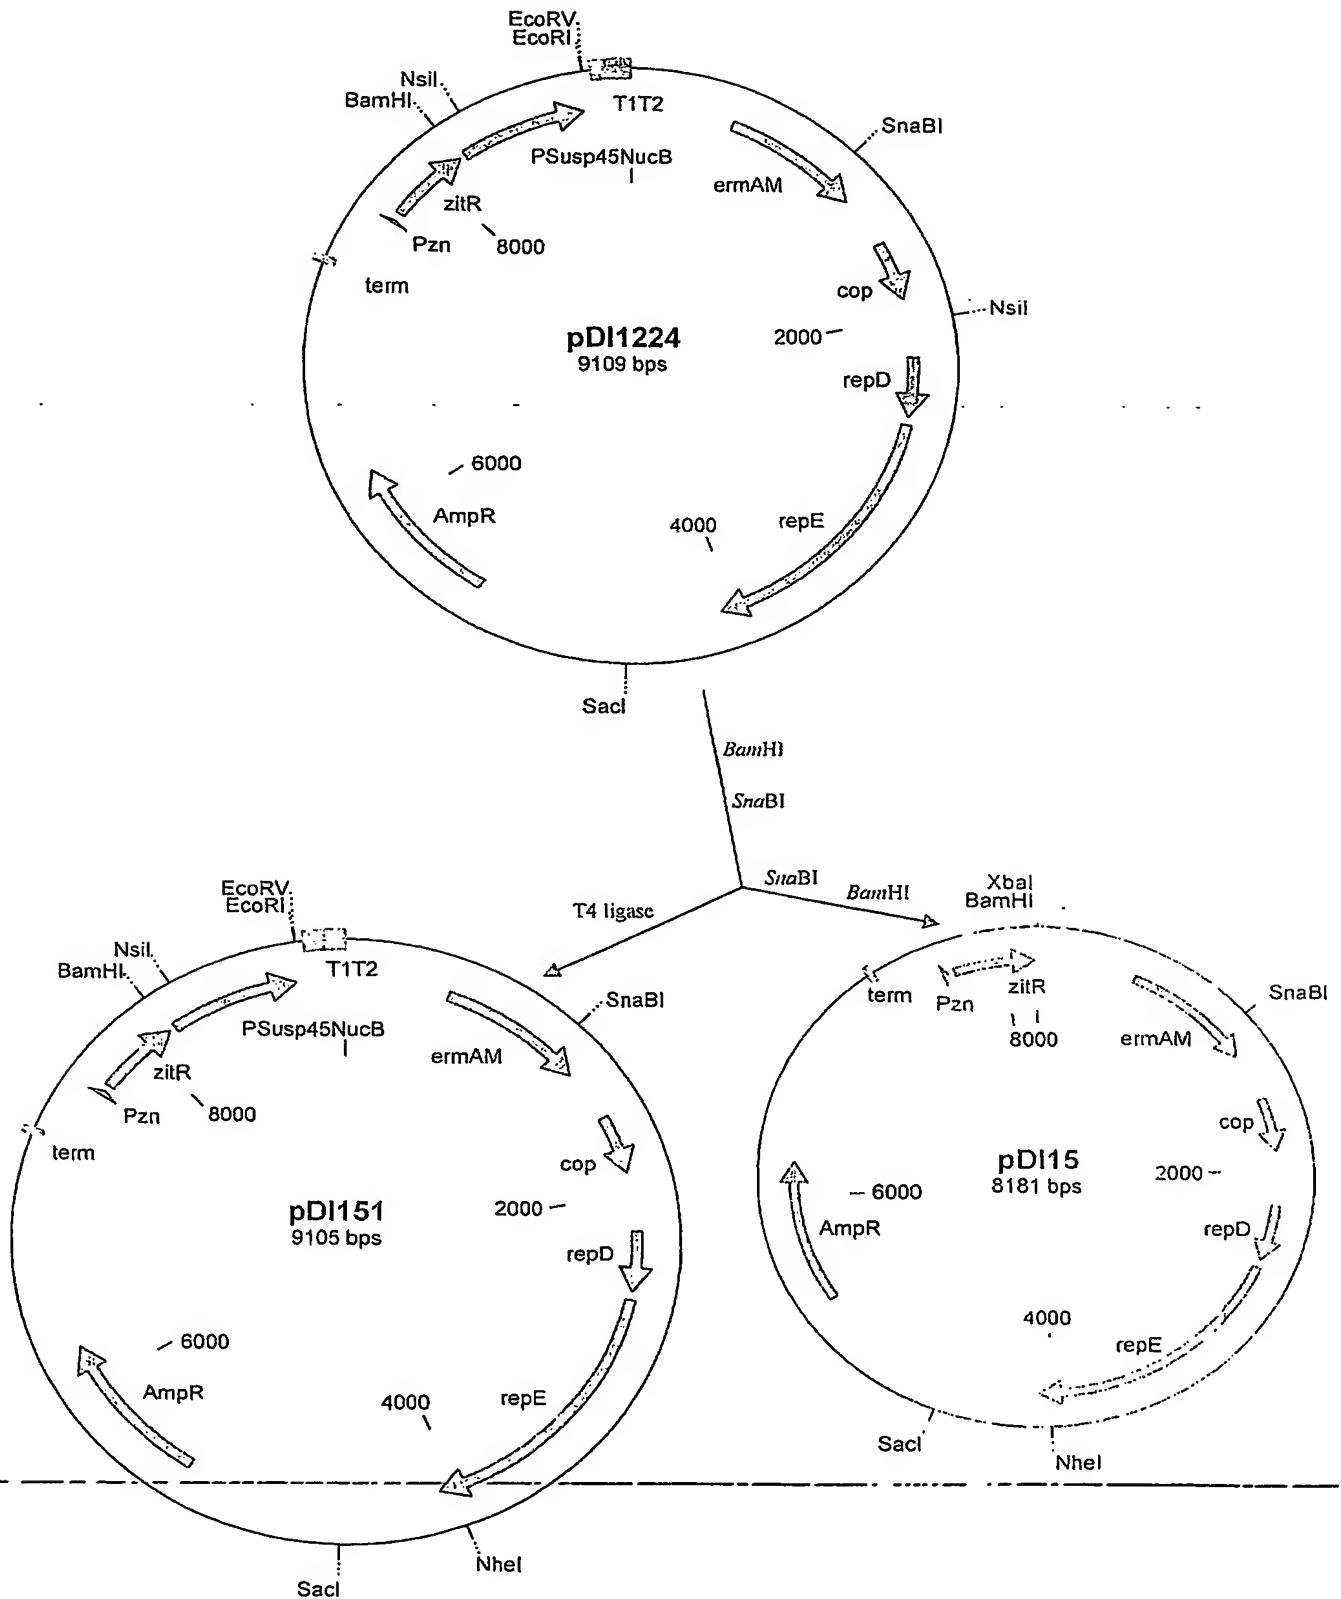 EcoRV
EcoRI
NsiI
BamHI
T1T2
SnaBI
PSusp45NucB
ermAM
zitR
Pzn
8000
term
cop
NsiI
pDI1224
9109 bps
2000
repD
6000
AmpR
4000
repE
SacI
BamHI
SnaBI
SnaBI
BamHI
T4 ligase
EcoRV
EcoRI
NsiI
BamHI
T1T2
SnaBI
PSusp45NucB
ermAM
zitR
Pzn
8000
term
cop
pDI151
9105 bps
2000
repD
6000
AmpR
4000
repE
NheI
SacI
XbaI
BamHI
term
Pzn
zitR
8000
SnaBI
ermAM
cop
pDI15
8181 bps
2000
6000
AmpR
repD
4000
repE
SacI
NheI